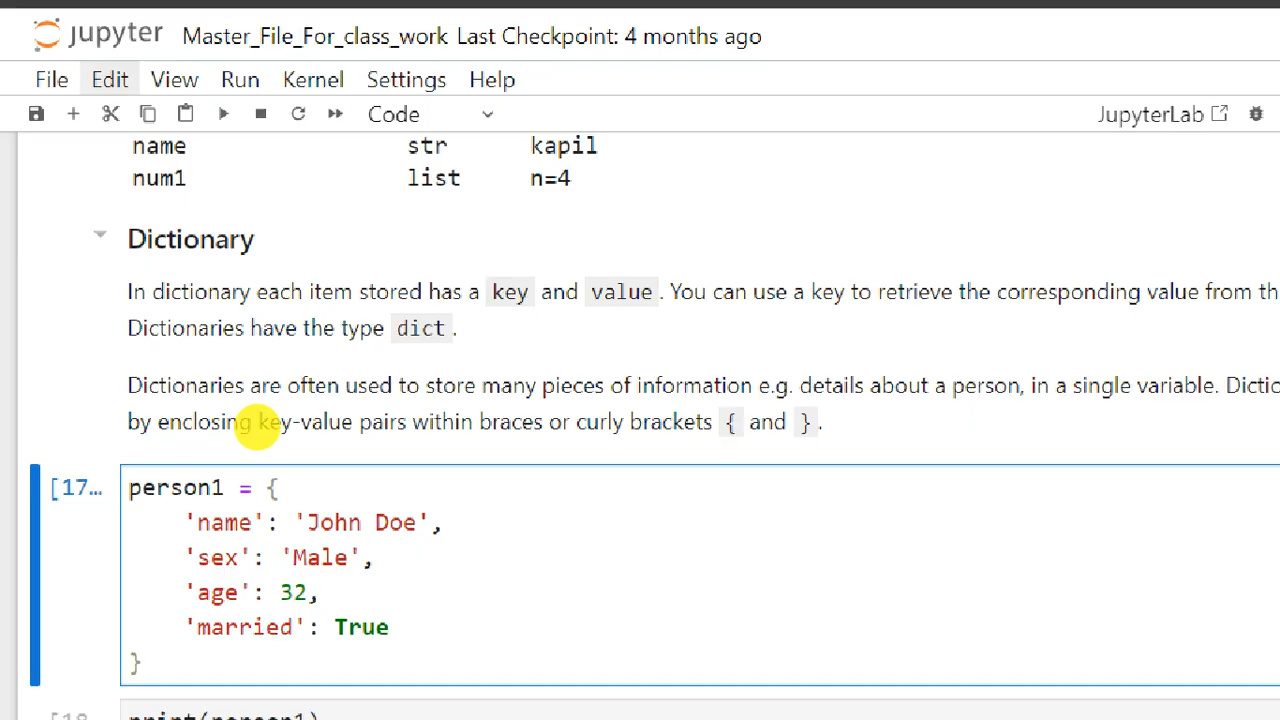 jupyter Master_File_For_class_work Last Checkpoint: 4 months ago
File Edit View Run Kernel Settings Help
Code JupyterLab
name str kapil
num1 list n=4
Dictionary
In dictionary each item stored has a key and value. You can use a key to retrieve the corresponding value from th
Dictionaries have the type dict.
Dictionaries are often used to store many pieces of information e.g. details about a person, in a single variable. Dictio
by enclosing key-value pairs within braces or curly brackets { and }.
[17… person1 = {
'name': 'John Doe',
'sex': 'Male',
'age': 32,
'married': True
}
[18… print(person1)